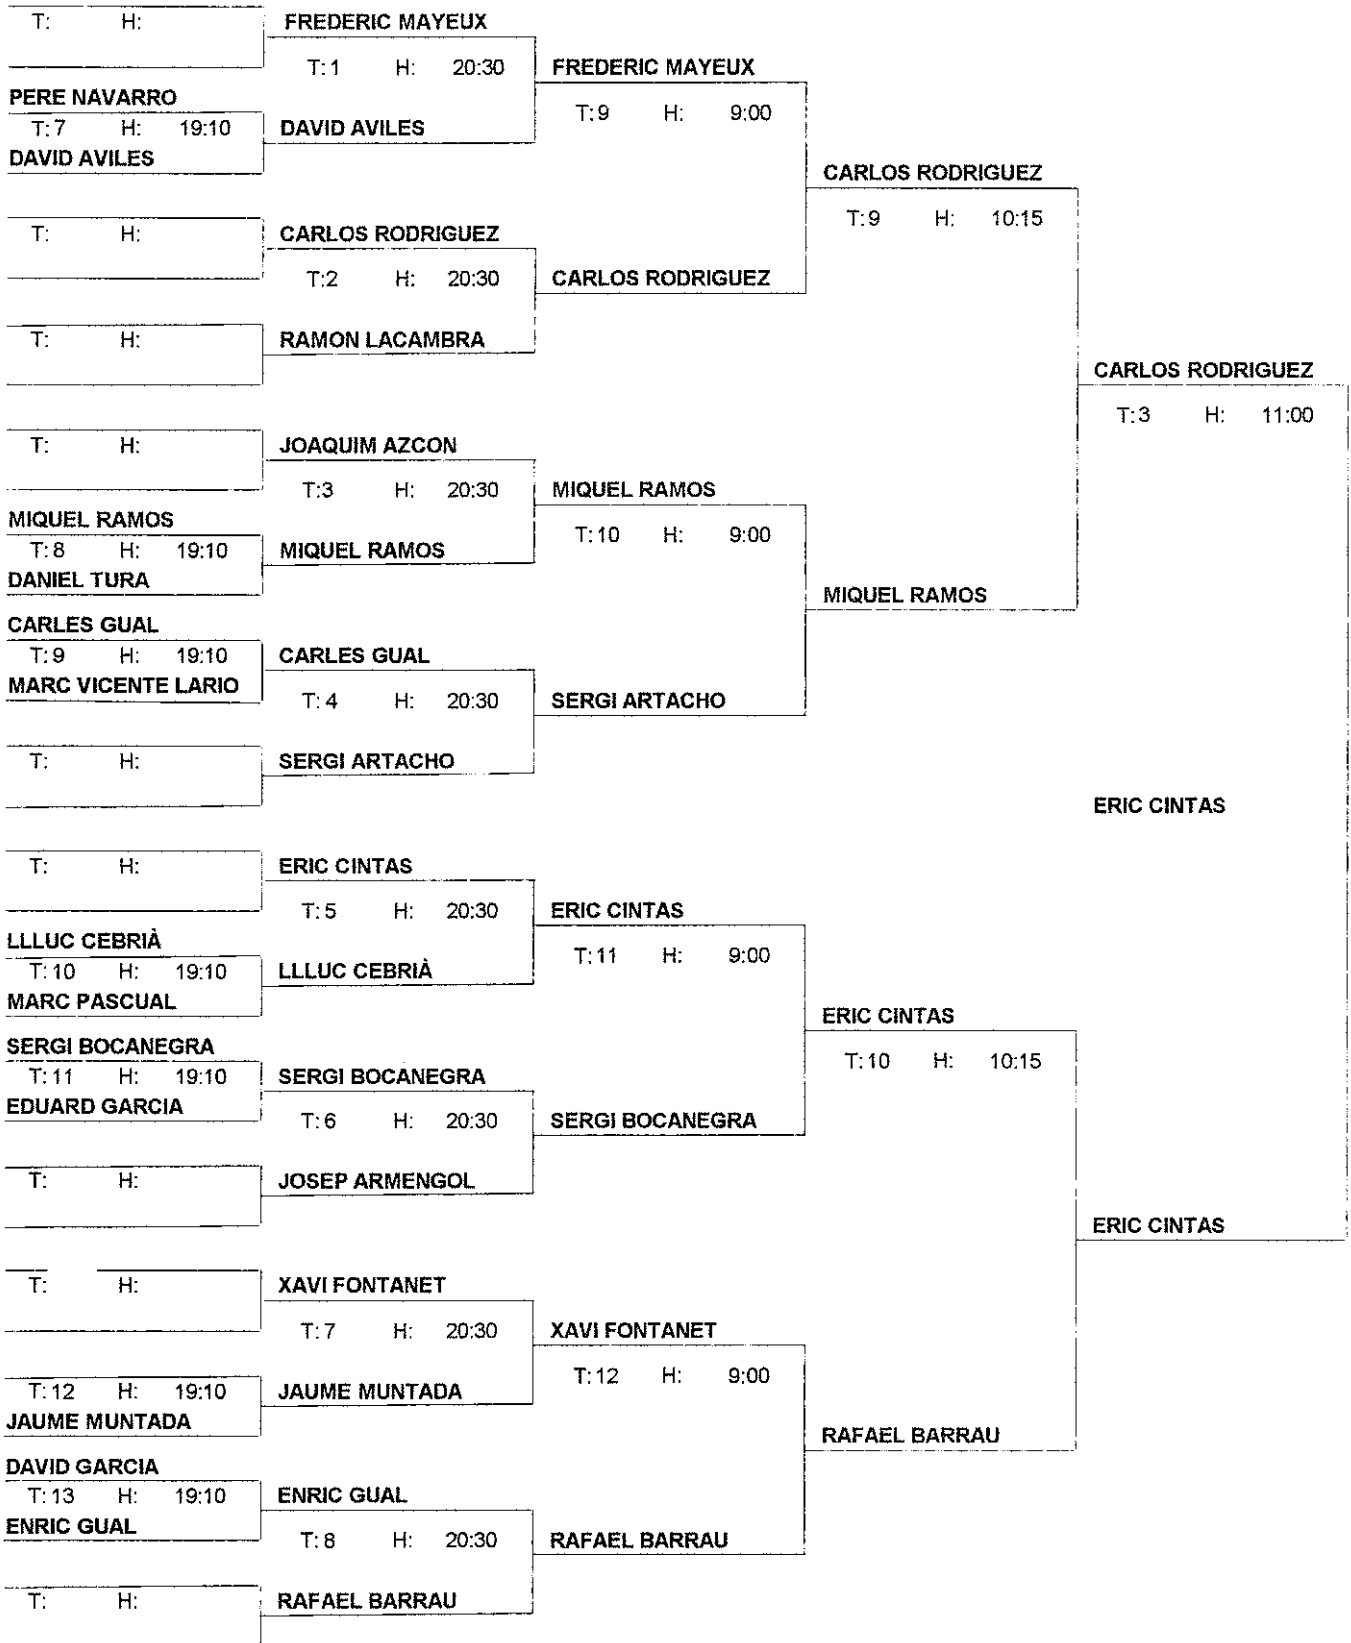 T: H:
FREDERIC MAYEUX
T: 1 H: 20:30
FREDERIC MAYEUX
PERE NAVARRO
T: 7 H: 19:10
DAVID AVILES
DAVID AVILES
T: 9 H: 9:00
CARLOS RODRIGUEZ
T: 9 H: 10:15
T: H:
CARLOS RODRIGUEZ
T:2 H: 20:30
CARLOS RODRIGUEZ
T: H:
RAMON LACAMBRA
CARLOS RODRIGUEZ
T: 3 H: 11:00
T: H:
JOAQUIM AZCON
T:3 H: 20:30
MIQUEL RAMOS
MIQUEL RAMOS
T: 8 H: 19:10
DANIEL TURA
MIQUEL RAMOS
T: 10 H: 9:00
MIQUEL RAMOS
CARLES GUAL
T: 9 H: 19:10
MARC VICENTE LARIO
CARLES GUAL
T: 4 H: 20:30
SERGI ARTACHO
T: H:
SERGI ARTACHO
ERIC CINTAS
T: H:
ERIC CINTAS
T: 5 H: 20:30
ERIC CINTAS
LLLUC CEBRIÀ
T: 10 H: 19:10
MARC PASCUAL
LLLUC CEBRIÀ
T: 11 H: 9:00
ERIC CINTAS
T: 10 H: 10:15
SERGI BOCANEGRA
T: 11 H: 19:10
EDUARD GARCIA
SERGI BOCANEGRA
T: 6 H: 20:30
SERGI BOCANEGRA
T: H:
JOSEP ARMENGOL
ERIC CINTAS
T: H:
XAVI FONTANET
T: 7 H: 20:30
XAVI FONTANET
T: 12 H: 19:10
JAUME MUNTADA
JAUME MUNTADA
T: 12 H: 9:00
RAFAEL BARRAU
DAVID GARCIA
T: 13 H: 19:10
ENRIC GUAL
ENRIC GUAL
T: 8 H: 20:30
RAFAEL BARRAU
T: H:
RAFAEL BARRAU